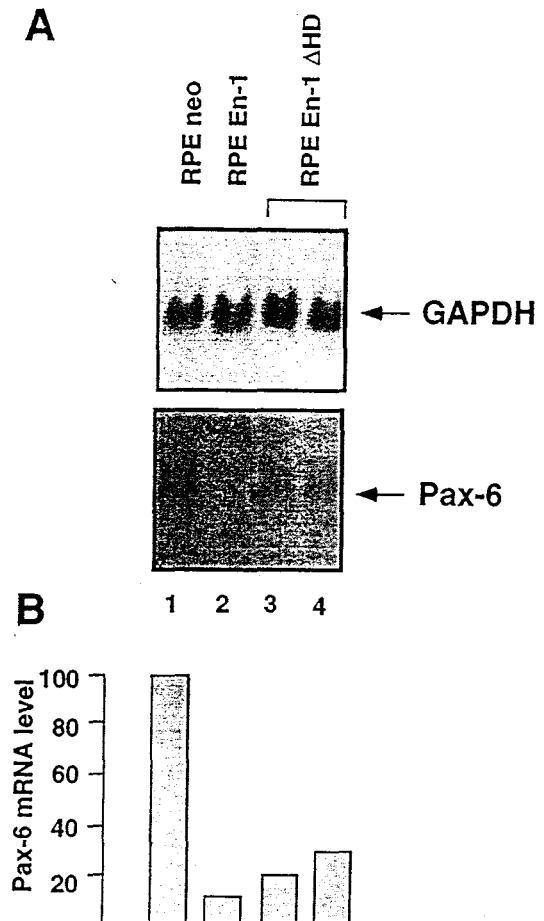 A
RPE neo
RPE En-1
RPE En-1 ΔHD
GAPDH
Pax-6
1 2 3 4
B
Pax-6 mRNA level
100
80
60
40
20